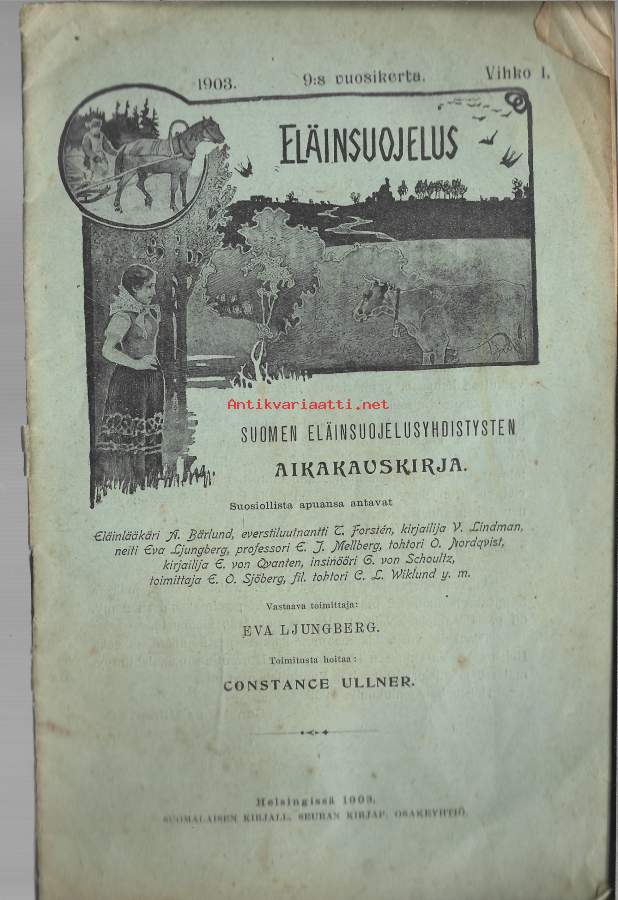 1903. 9:s vuosikerta. Vihko 1.
ELÄINSUOJELUS
Antikvariaatti.net
SUOMEN ELÄINSUOJELUSYHDISTYSTEN
AIKAKAUSKIRJA.
Suosiollista apuansa antavat
Eläinlääkäri A. Bärlund, everstiluutnantti T. Forstén, kirjailija V. Lindman,
neiti Eva Ljungberg, professori E. J. Mellberg, tohtori O. Nordqvist,
kirjailija E. von Qvanten, insinööri G. von Schoultz,
toimittaja E. O. Sjöberg, fil. tohtori C. L. Wiklund y. m.
Vastaava toimittaja:
EVA LJUNGBERG.
Toimitusta hoitaa:
CONSTANCE ULLNER.
Helsingissä 1903.
SUOMALAISEN KIRJALL. SEURAN KIRJAP. OSAKEYHTIÖ.